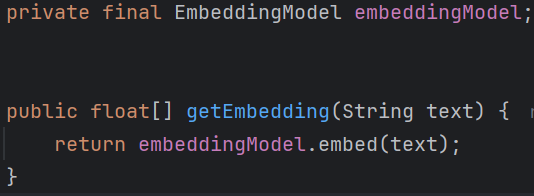 private final EmbeddingModel embeddingModel;
public float[] getEmbedding(String text) {
return embeddingModel.embed(text);
}